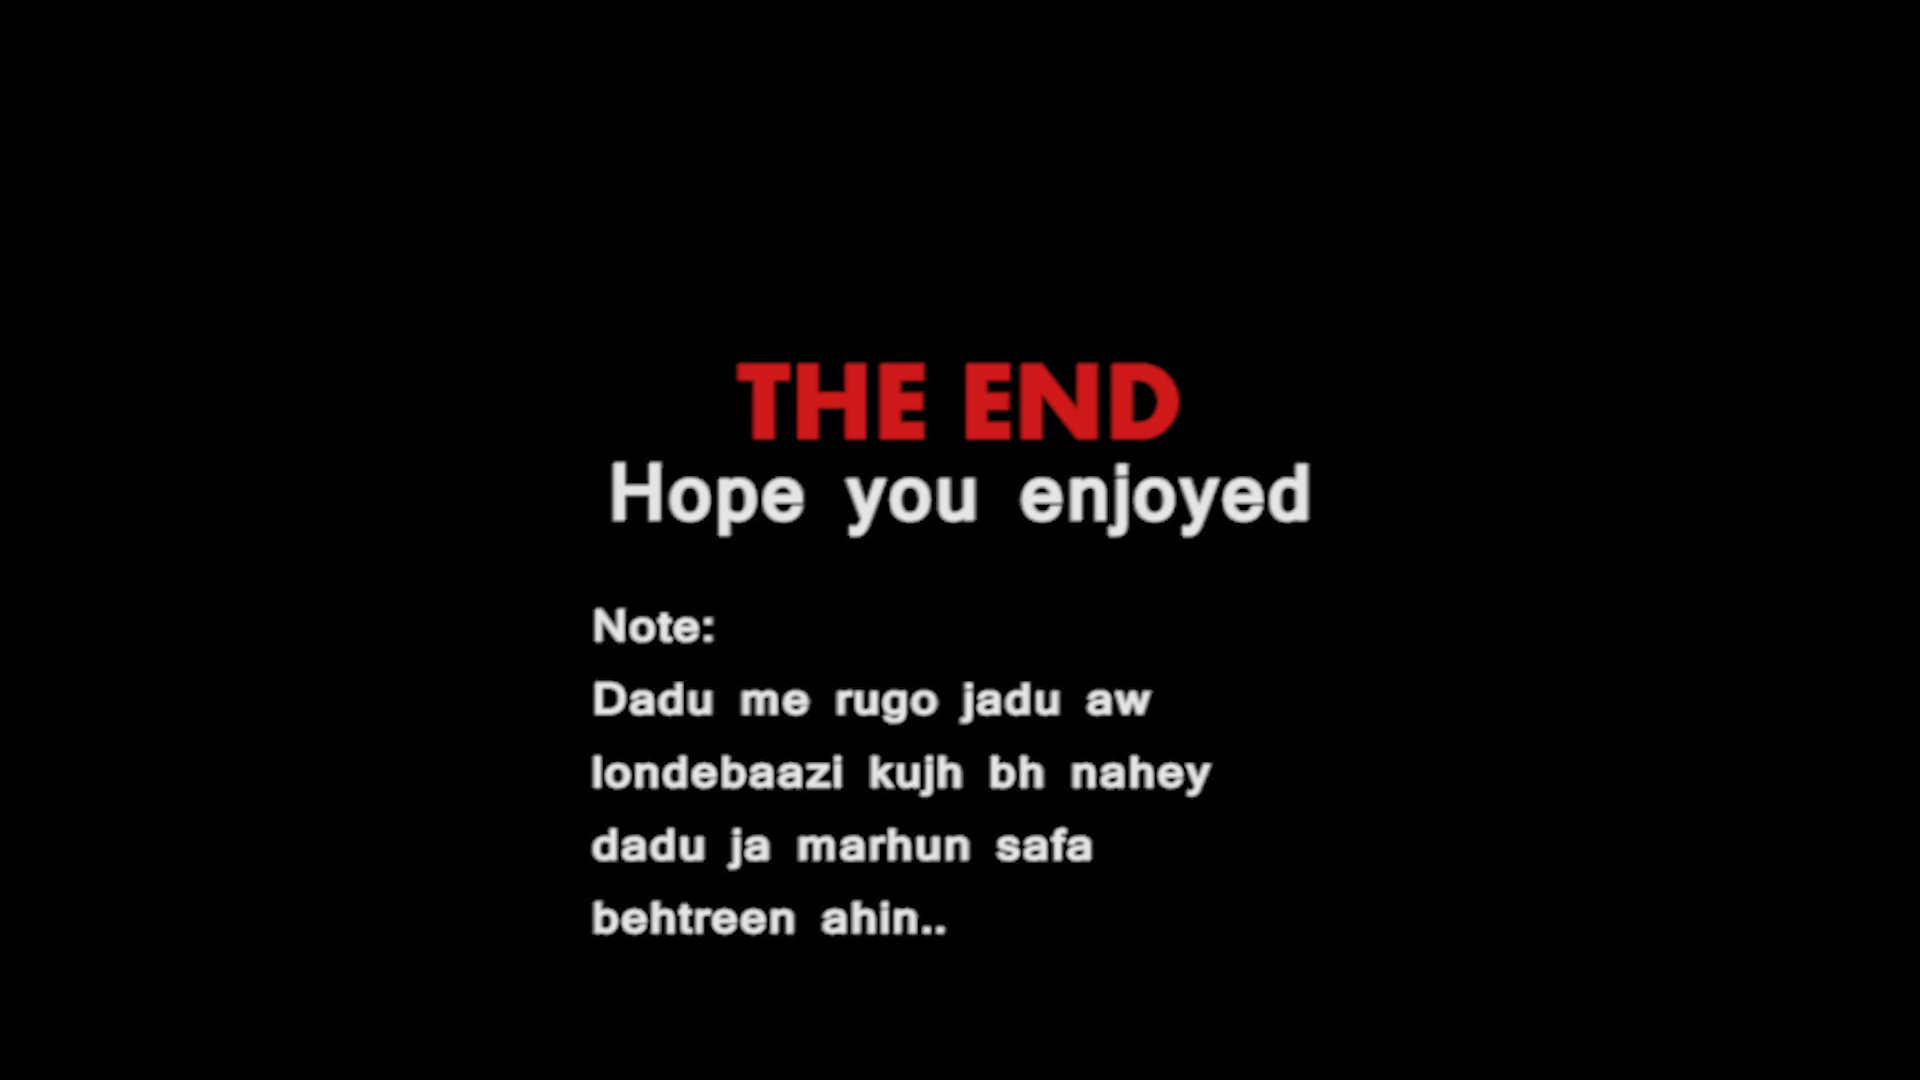 THE END
Hope you enjoyed
Note:
Dadu me rugo jadu aw
londebaazi kujh bh nahey
dadu ja marhun safa
behtreen ahin..